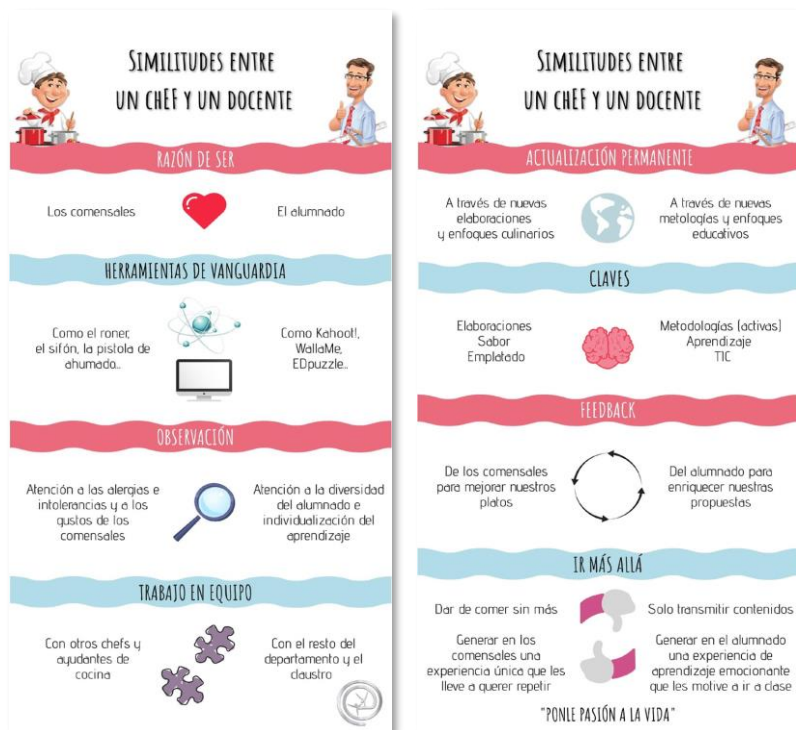 SIMILITUDES ENTRE
UN CHEF Y UN DOCENTE
RAZÓN DE SER
Los comensales
El alumnado
HERRAMIENTAS DE VANGUARDIA
Como el roner,
el sifón, la pistola de
ahumado...
Como Kahoot!,
WallaMe,
EDpuzzle...
OBSERVACIÓN
Atención a las alergias e
intolerancias y a los
gustos de los
comensales
Atención a la diversidad
del alumnado e
individualización del
aprendizaje
TRABAJO EN EQUIPO
Con otros chefs y
ayudantes de
cocina
Con el resto del
departamento y el
claustro
SIMILITUDES ENTRE
UN CHEF Y UN DOCENTE
ACTUALIZACIÓN PERMANENTE
A través de nuevas
elaboraciones
y enfoques culinarios
A través de nuevas
metologías y enfoques
educativos
CLAVES
Elaboraciones
Sabor
Emplatado
Metodologías (activas)
Aprendizaje
TIC
FEEDBACK
De los comensales
para mejorar nuestros
platos
Del alumnado para
enriquecer nuestras
propuestas
IR MÁS ALLÁ
Dar de comer sin más
Solo transmitir contenidos
Generar en los
comensales una
experiencia única que les
lleve a querer repetir
Generar en el alumnado
una experiencia de
aprendizaje emocionante
que les motive a ir a clase
"PONLE PASIÓN A LA VIDA"